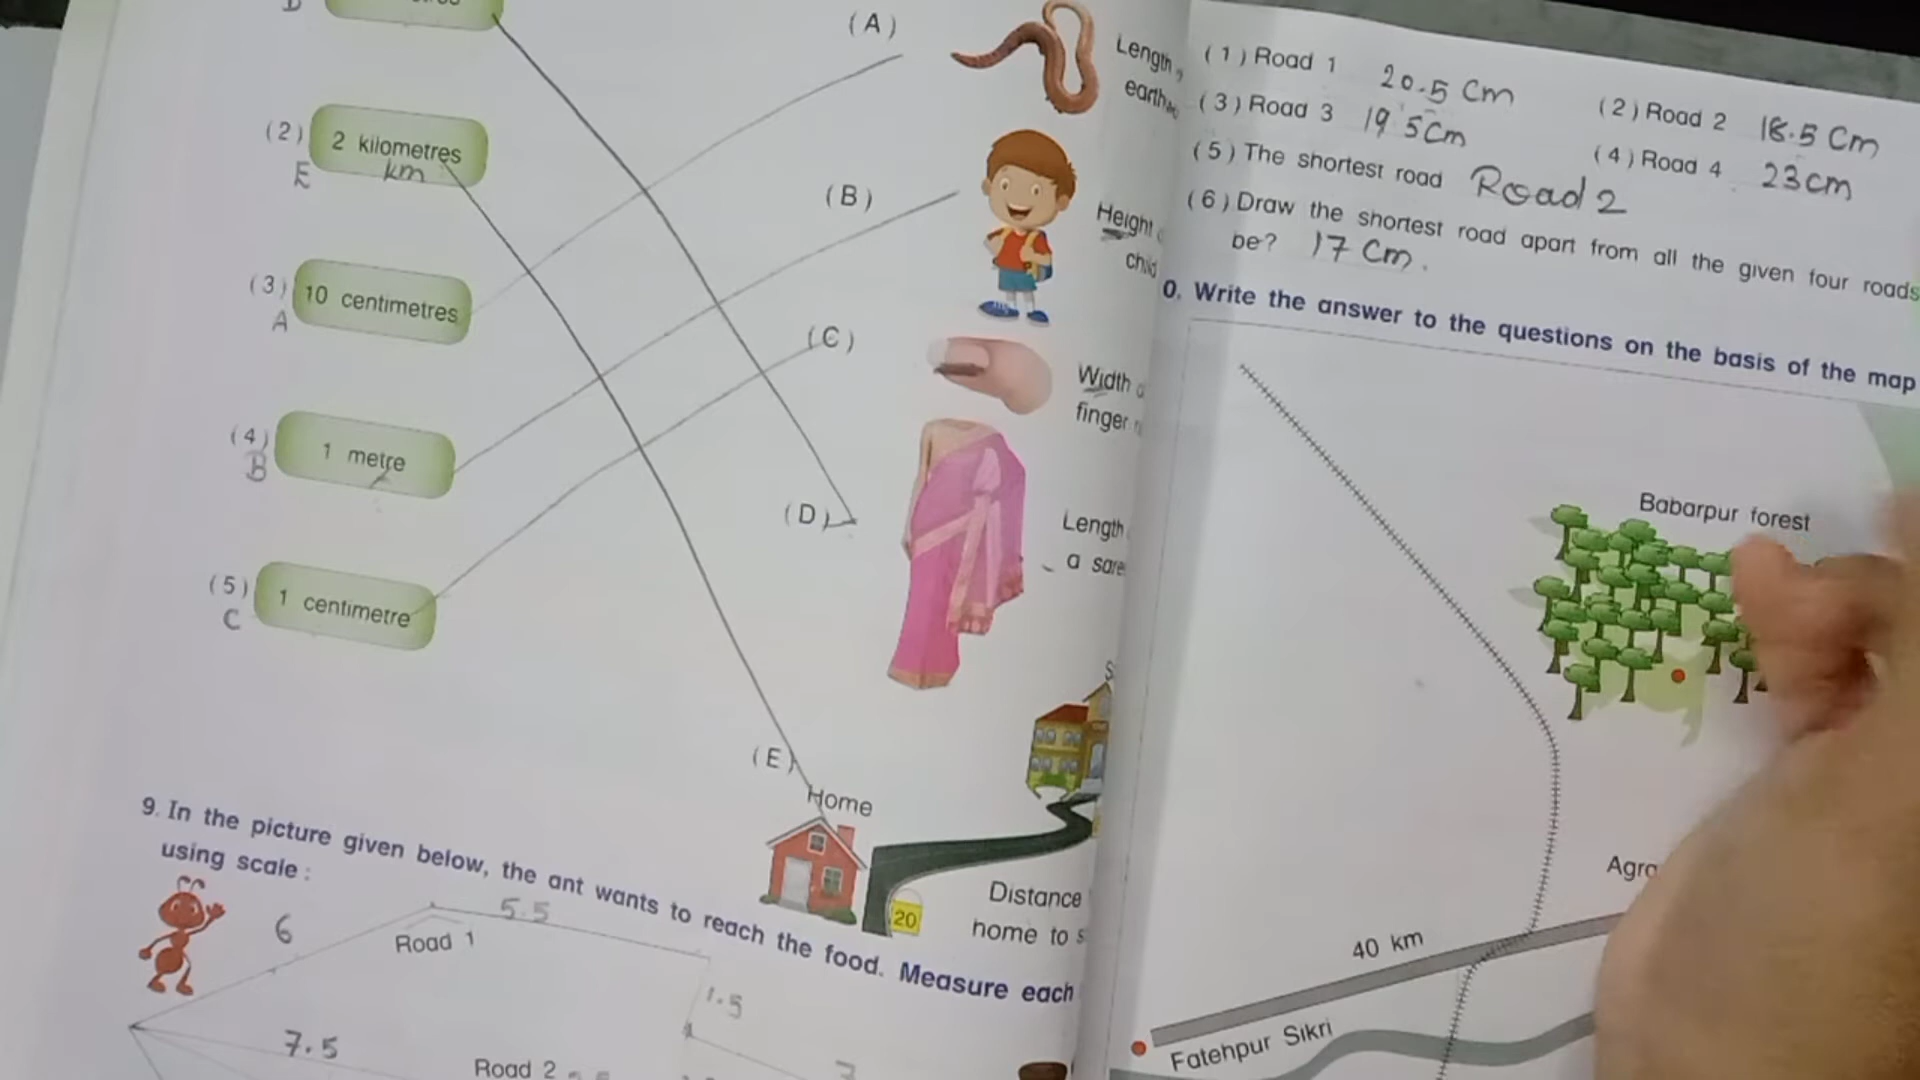 D
(2) 2 kilometres
km
E
(3) 10 centimetres
A
(4) 1 metre
B
(5) 1 centimetre
C
(A)
Length
(B)
Height
child
(C)
Width
finger
(D)
Length
a
(E)
Home
20
Distance
home to
9. In the picture given below, the ant wants to reach the food. Measure each
using scale :
6
5.5
Road 1
1.5
7.5
Road 2
(1) Road 1 20.5 Cm
(2) Road 2 18.5 Cm
(3) Road 3 19 5Cm
(4) Road 4 23cm
(5) The shortest road Road 2
(6) Draw the shortest road apart from all the given four roads
be? 17 Cm.
0. Write the answer to the questions on the basis of the map
Babarpur forest
Agra
40 km
Fatehpur Sikri